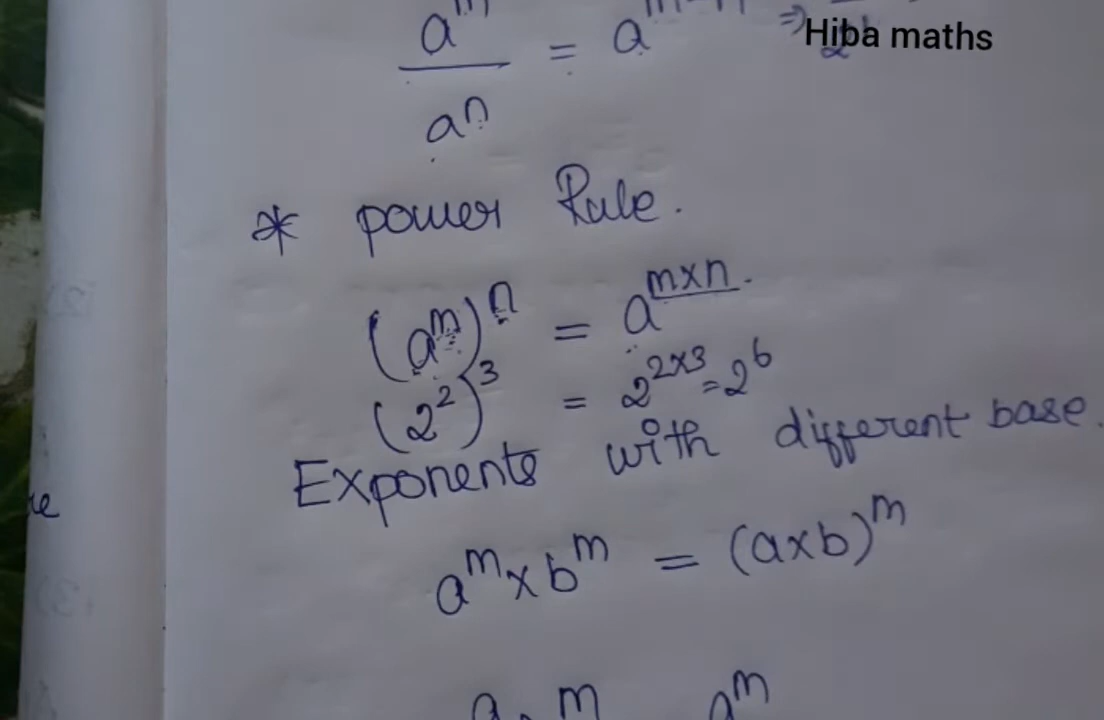 Hiba maths
a^m / a^n = a^m-n ⇒
* power Rule.
(a^m)^n = a^m×n.
(2^2)^3 = 2^2×3 = 2^6
Exponents with different base.
a^m × b^m = (a×b)^m
a m a^m